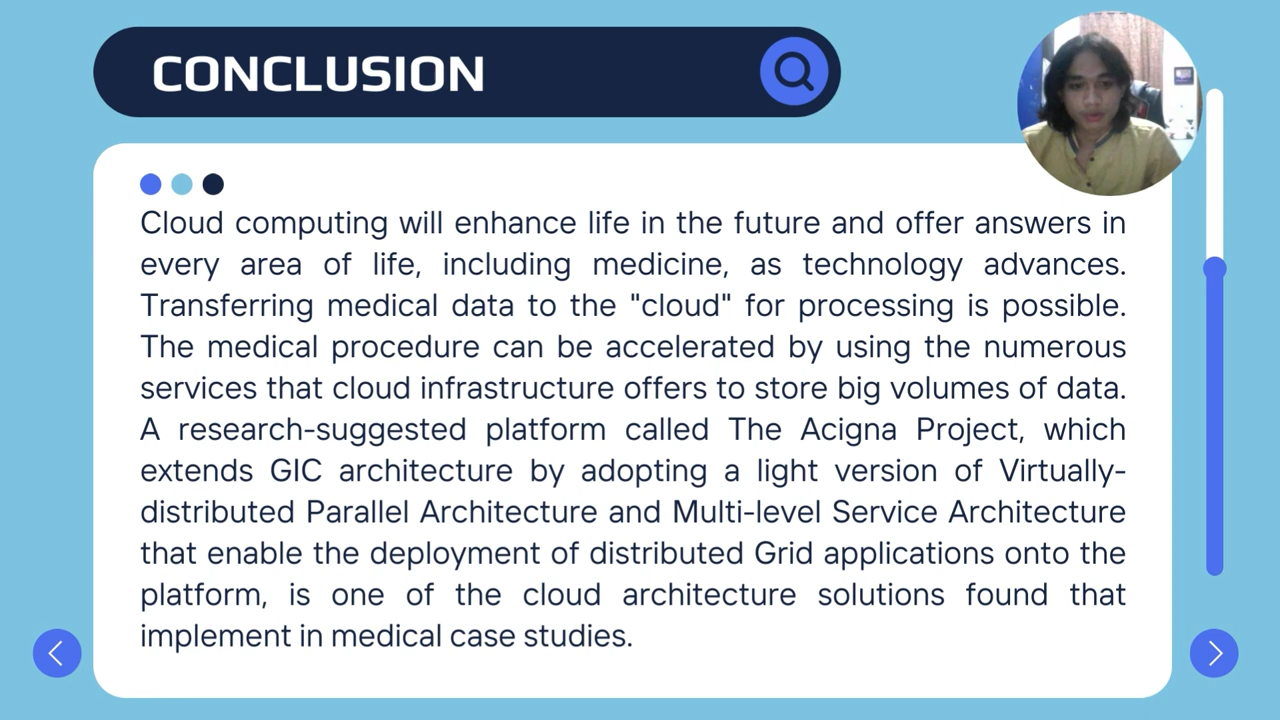 CONCLUSION
Cloud computing will enhance life in the future and offer answers in
every area of life, including medicine, as technology advances.
Transferring medical data to the "cloud" for processing is possible.
The medical procedure can be accelerated by using the numerous
services that cloud infrastructure offers to store big volumes of data.
A research-suggested platform called The Acigna Project, which
extends GIC architecture by adopting a light version of Virtually-
distributed Parallel Architecture and Multi-level Service Architecture
that enable the deployment of distributed Grid applications onto the
platform, is one of the cloud architecture solutions found that
implement in medical case studies.